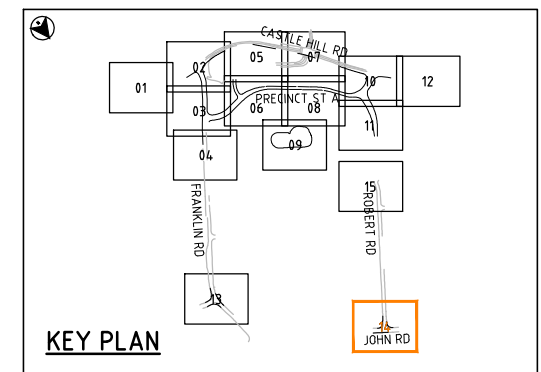 CASTLE HILL RD
05
07
02
10
12
01
PRECINCT ST A
03
06
08
11
09
04
15
FRANKLIN RD
ROBERT RD
13
14
JOHN RD
KEY PLAN